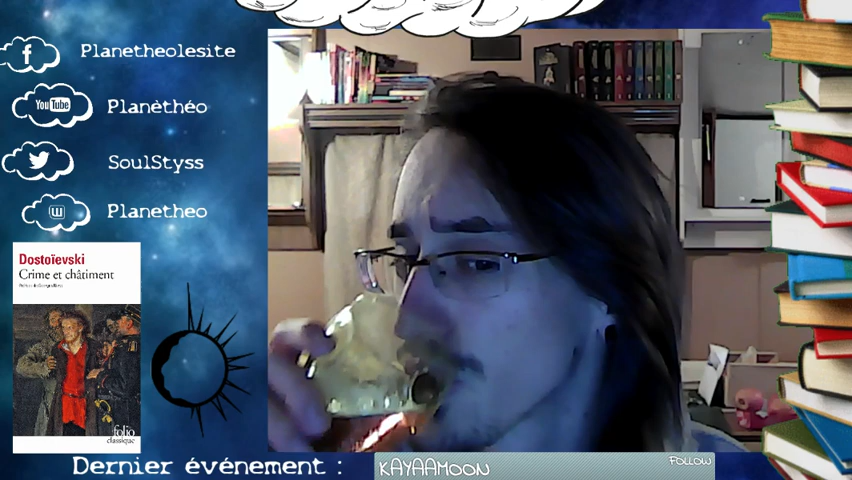 f
Planetheolesite
YouTube
Planèthéo
SoulStyss
w
Planetheo
Dostoïevski
Crime et châtiment
folio
classique
Dernier événement :
KAYAAMOON
FOLLOW